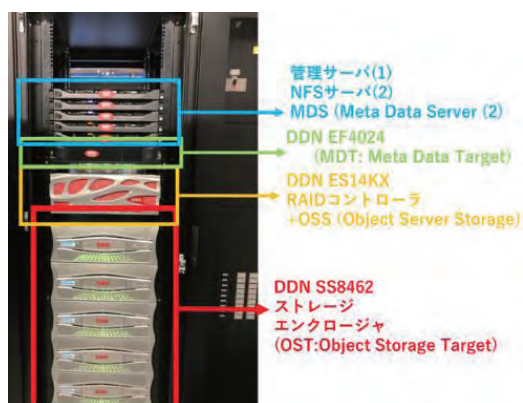 管理サーバ(1)
NFSサーバ(2)
MDS (Meta Data Server (2)
DDN EF4024
(MDT: Meta Data Target)
DDN ES14KX
RAIDコントローラ
+OSS (Object Server Storage)
DDN SS8462
ストレージ
エンクロージャ
(OST:Object Storage Target)